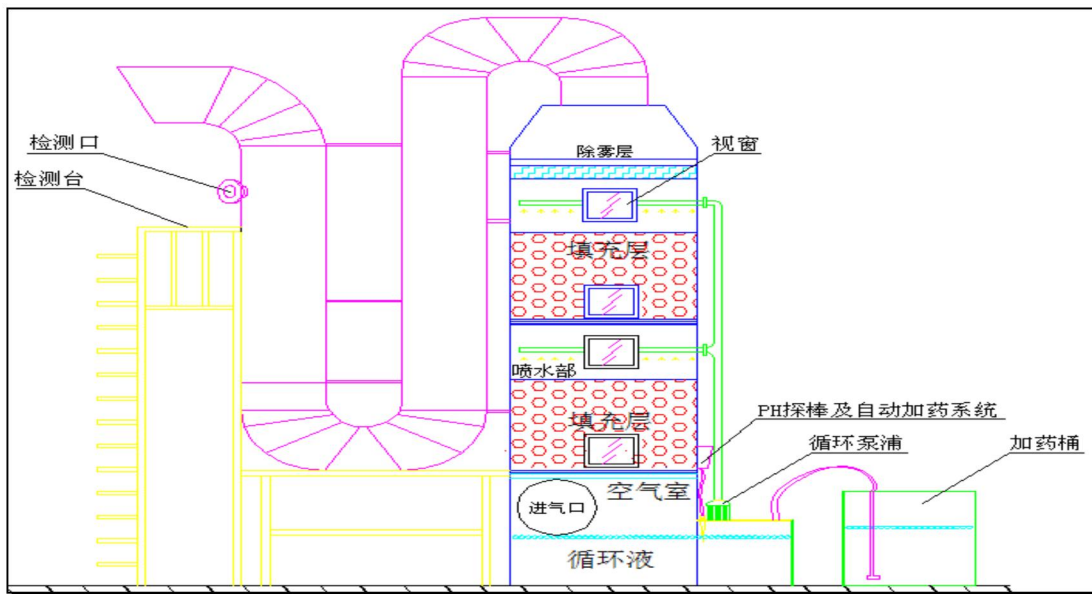 检测口
检测台
除雾层
视窗
填充层
喷水部
填充层
PH探棒及自动加药系统
循环泵浦
加药桶
空气室
进气口
循环液